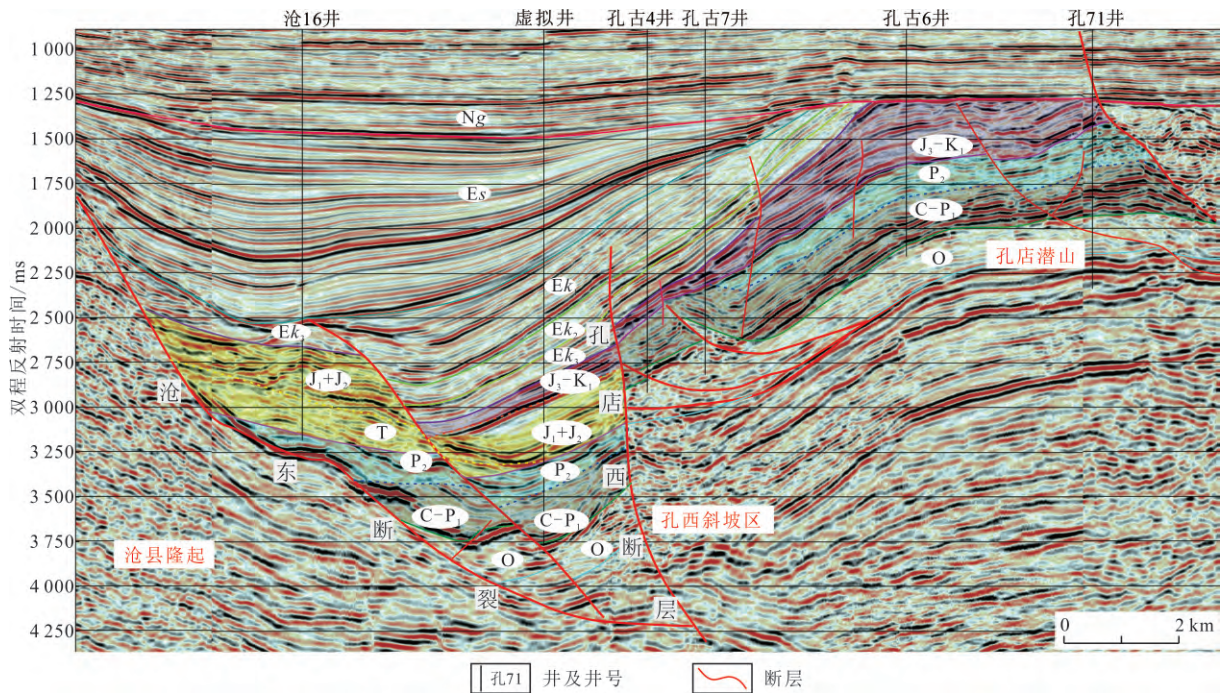 沧16井 虚拟井 孔古4井 孔古7井 孔古6井 孔71井
双程反射时间/ms
1 000
1 250
1 500
1 750
2 000
2 250
2 500
2 750
3 000
3 250
3 500
3 750
4 000
4 250
Ng
Es
J₃-K₁
P₂
C-P₁
O
孔店潜山
Ek₁
Ek₂
Ek₃
J₃-K₁
J₁+J₂
P₂
C-P₁
O
Ek₃
J₁+J₂
T
P₂
C-P₁
O
沧东断裂
孔店西断层
沧县隆起
孔西斜坡区
0 2 km
孔71 井及井号
断层